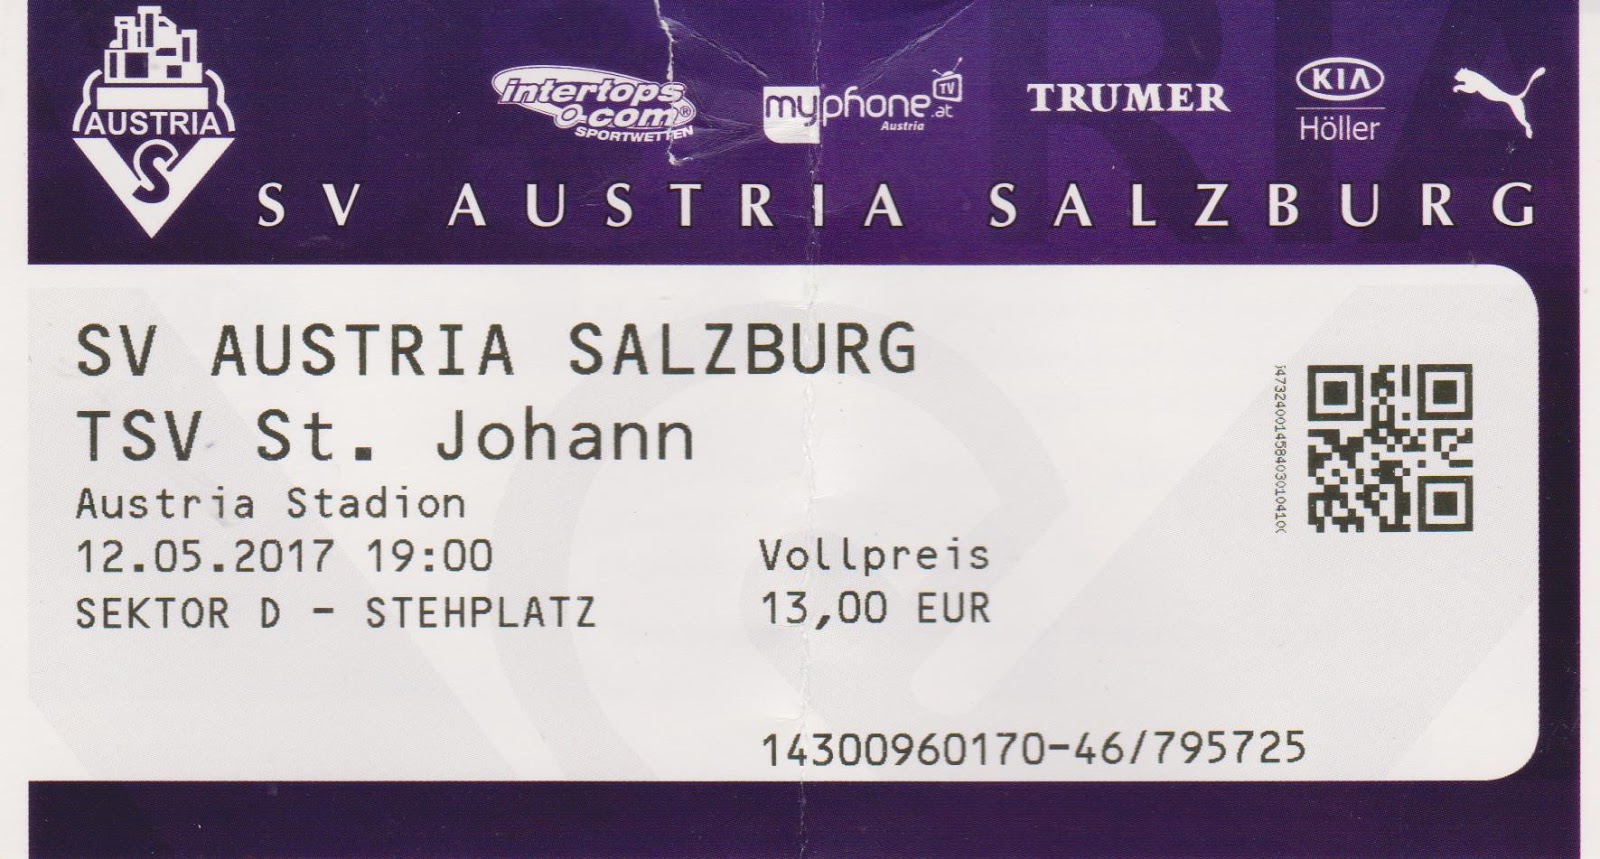 AUSTRIA
S
intertops
.com®
SPORTWETTEN
myphone.at
TV
Austria
TRUMER
KIA
Höller
SV AUSTRIA SALZBURG
SV AUSTRIA SALZBURG
TSV St. Johann
Austria Stadion
12.05.2017 19:00
SEKTOR D - STEHPLATZ
Vollpreis
13,00 EUR
14300960170-46/795725